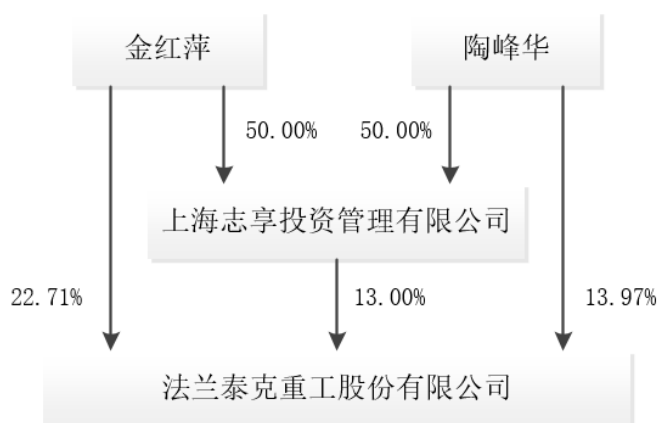 金红萍
陶峰华
50.00%
50.00%
上海志享投资管理有限公司
22.71%
13.00%
13.97%
法兰泰克重工股份有限公司